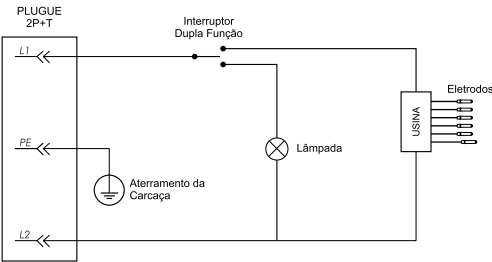 PLUGUE
2P+T
Interruptor
Dupla Função
L1
Eletrodos
USINA
PE
Lâmpada
Aterramento da
Carcaça
L2